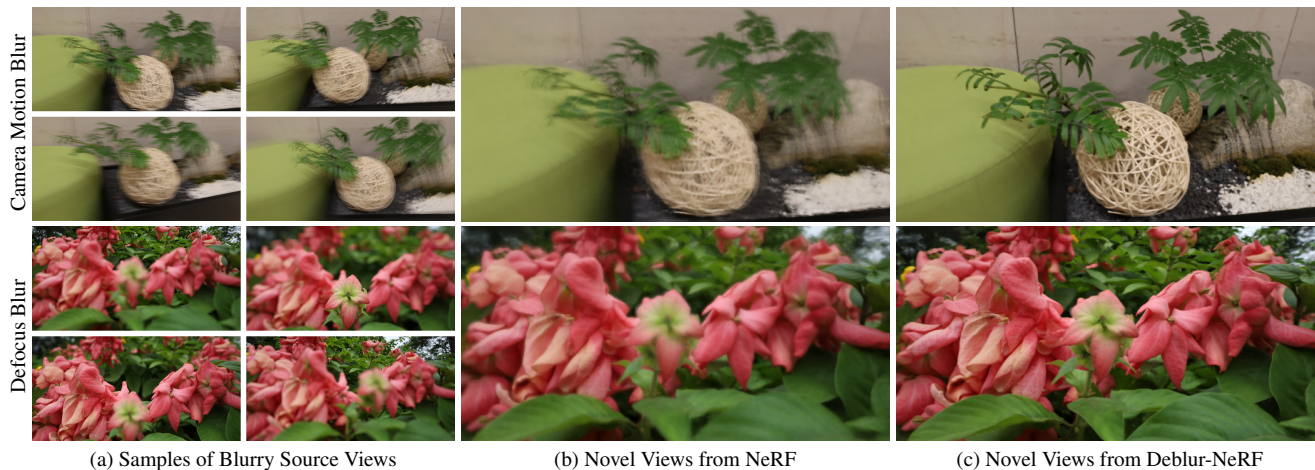 Camera Motion Blur
Defocus Blur
(a) Samples of Blurry Source Views
(b) Novel Views from NeRF
(c) Novel Views from Deblur-NeRF